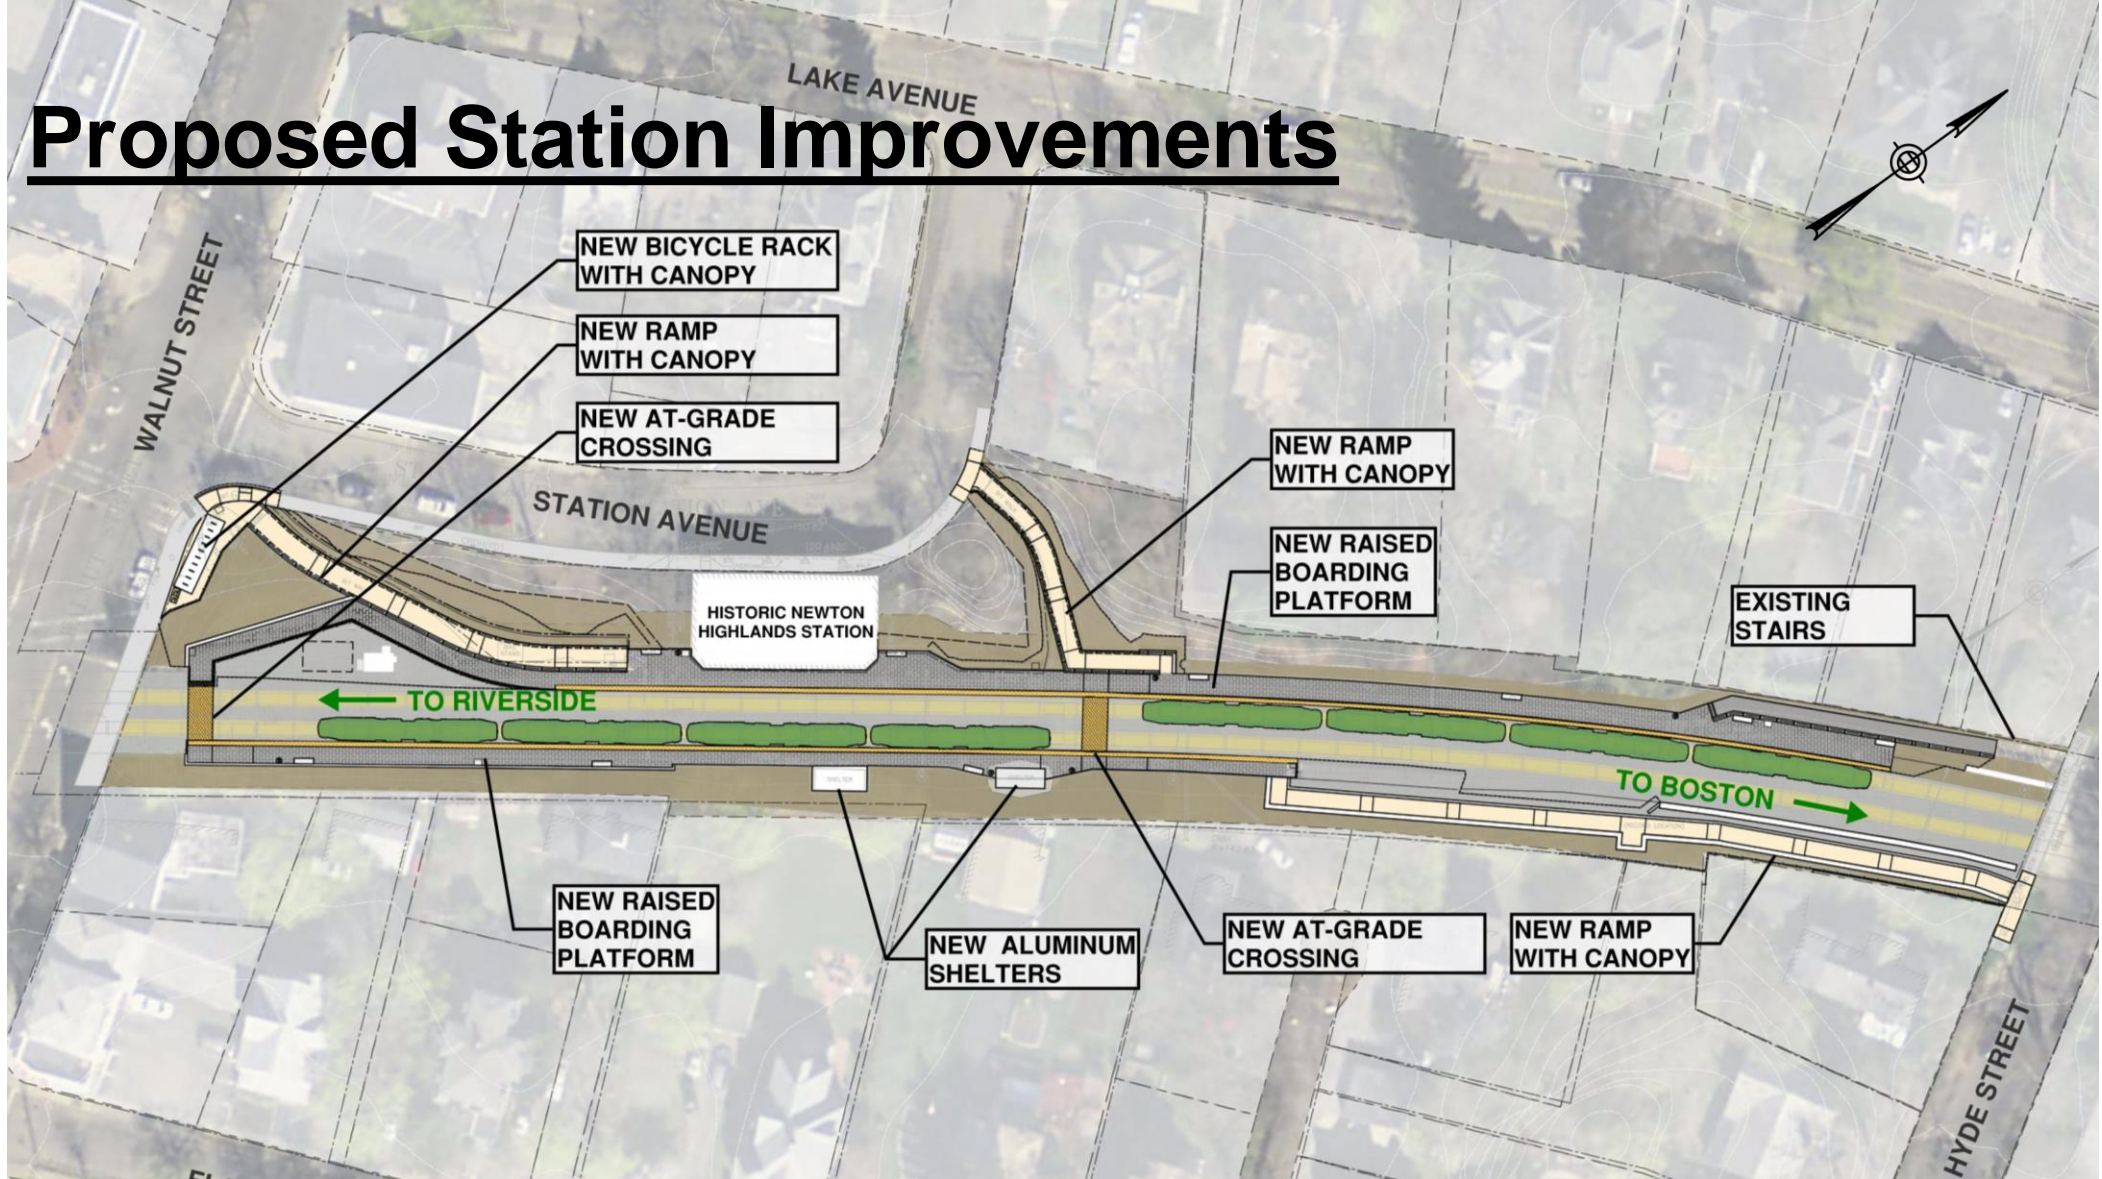 LAKE AVENUE
Proposed Station Improvements
WALNUT STREET
NEW BICYCLE RACK
WITH CANOPY
NEW RAMP
WITH CANOPY
NEW AT-GRADE
CROSSING
STATION AVENUE
NEW RAMP
WITH CANOPY
NEW RAISED
BOARDING
PLATFORM
EXISTING
STAIRS
HISTORIC NEWTON
HIGHLANDS STATION
TO RIVERSIDE
TO BOSTON
SHELTER
SHELTER
NEW RAISED
BOARDING
PLATFORM
NEW ALUMINUM
SHELTERS
NEW AT-GRADE
CROSSING
NEW RAMP
WITH CANOPY
HYDE STREET